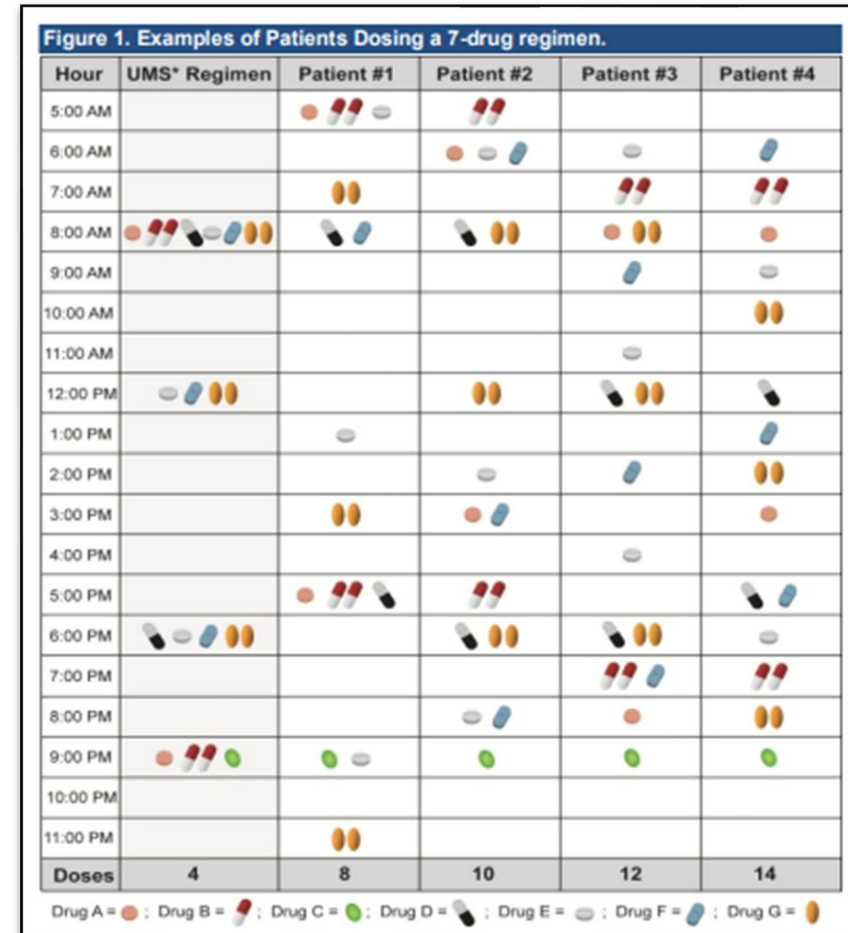 Figure 1. Examples of Patients Dosing a 7-drug regimen.
Hour UMS* Regimen Patient #1 Patient #2 Patient #3 Patient #4
5:00 AM
6:00 AM
7:00 AM
8:00 AM
9:00 AM
10:00 AM
11:00 AM
12:00 PM
1:00 PM
2:00 PM
3:00 PM
4:00 PM
5:00 PM
6:00 PM
7:00 PM
8:00 PM
9:00 PM
10:00 PM
11:00 PM
Doses 4 8 10 12 14
Drug A = ; Drug B = ; Drug C = ; Drug D = ; Drug E = ; Drug F = ; Drug G =